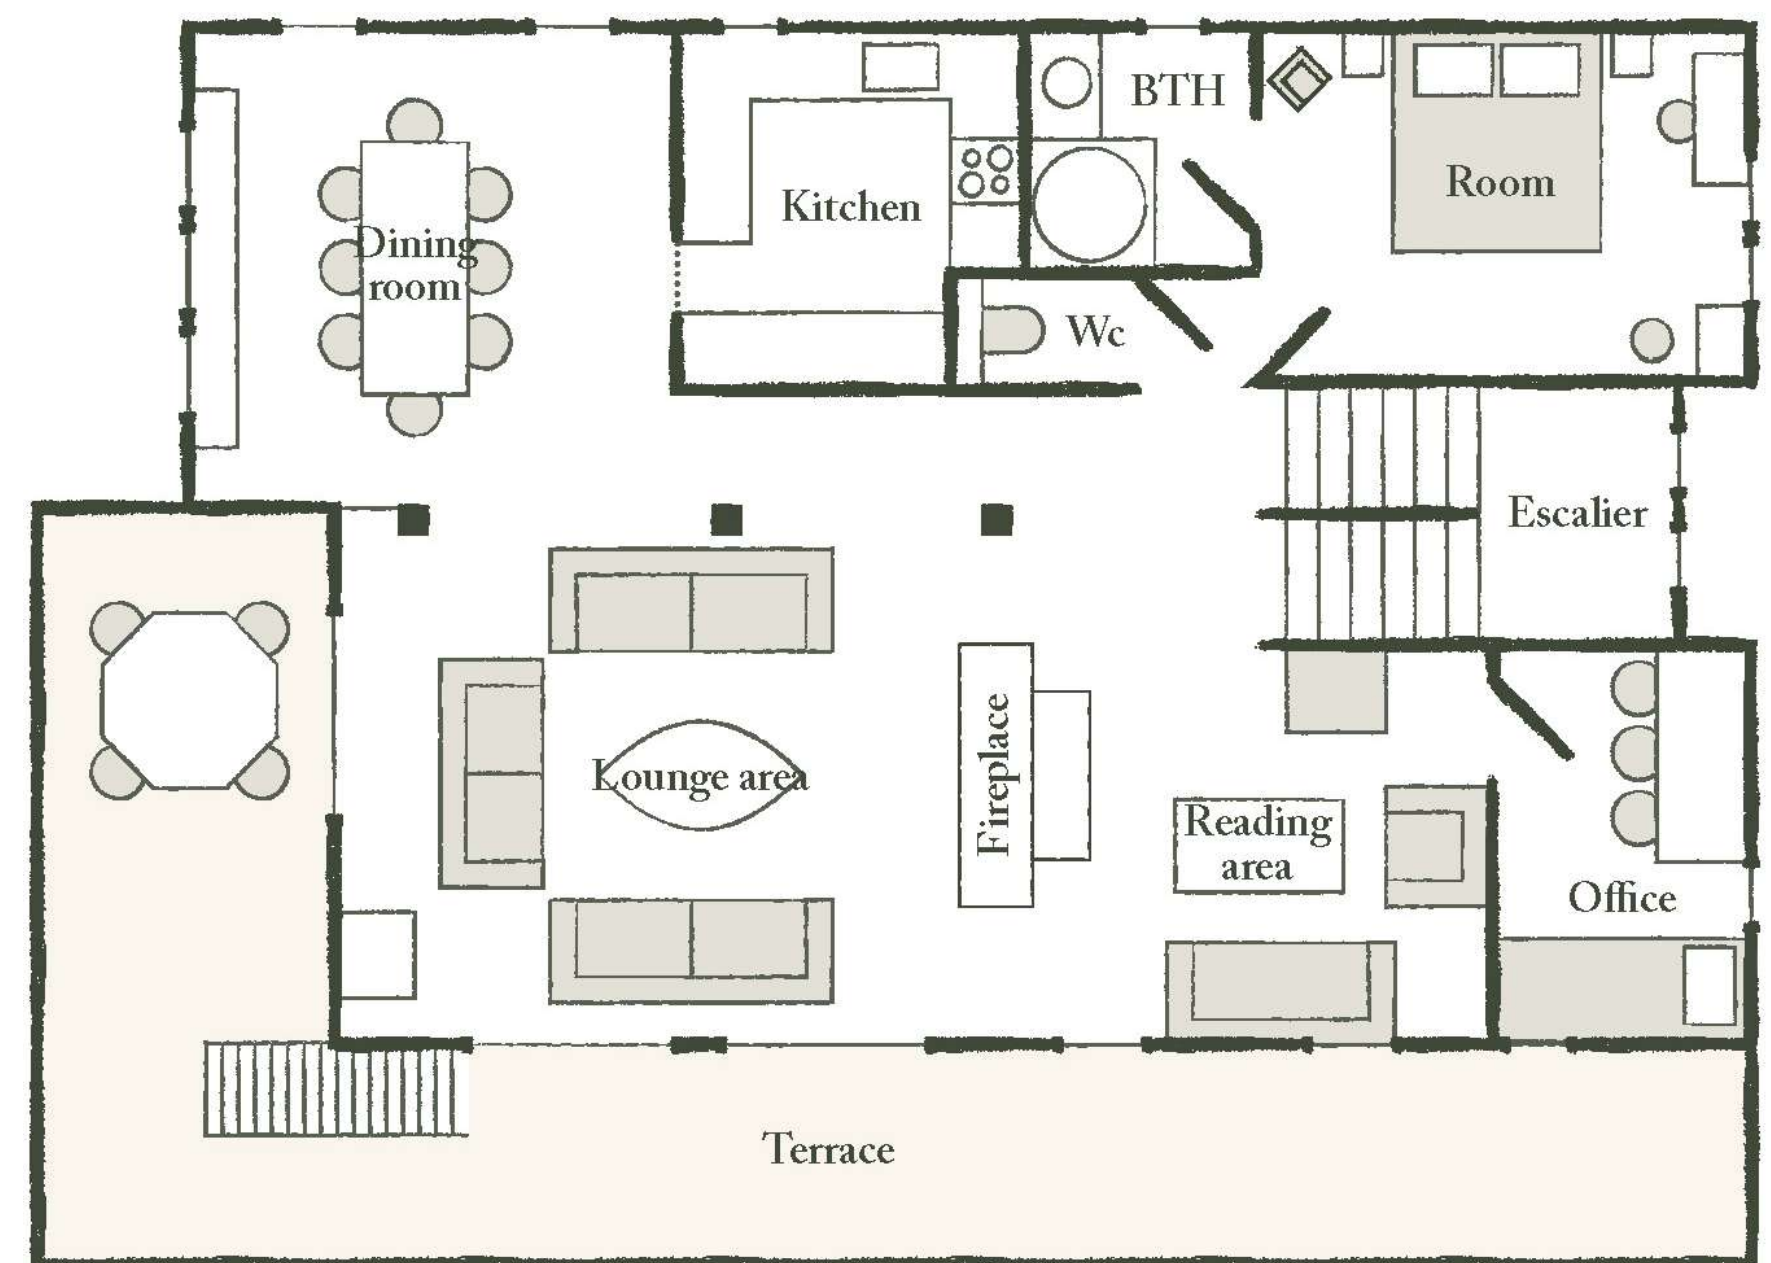 BTH
Room
Kitchen
Dining
room
Wc
Escalier
Lounge area
Fireplace
Reading
area
Office
Terrace